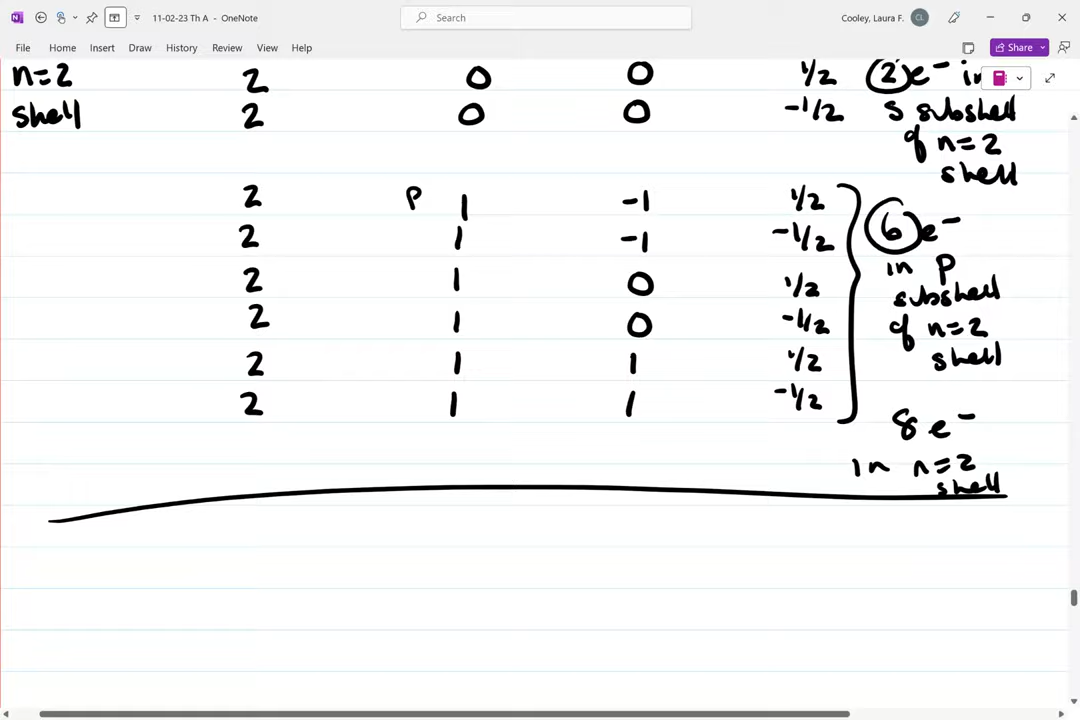 11-02-23 Th A - OneNote
Search
Cooley, Laura F.
CL
File Home Insert Draw History Review View Help
Share
n=2 2 0 0 1/2 2 e⁻ in
shell 2 0 0 -1/2 s subshell
of n=2
shell
2 p 1 -1 1/2 6 e⁻
2 1 -1 -1/2
in p
2 1 0 1/2 subshell
2 1 0 -1/2 of n=2
2 1 1 1/2 shell
2 1 1 -1/2
8 e⁻
in n=2
shell